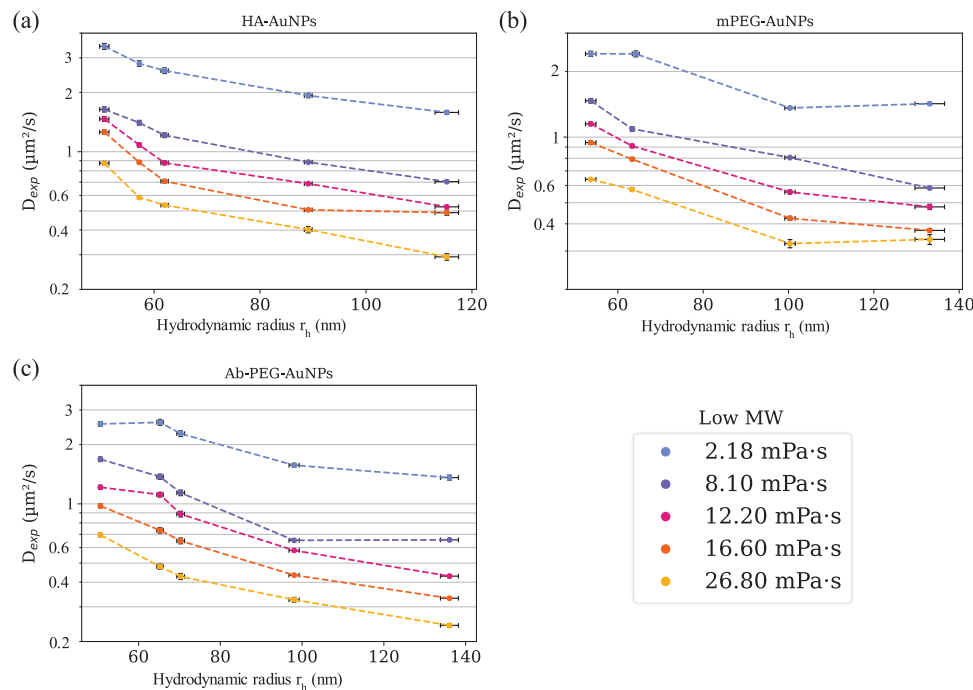 (a)
HA-AuNPs
3
2
1
0.6
0.4
0.2
D_exp (µm²/s)
60
80
100
120
Hydrodynamic radius r_h (nm)
(b)
mPEG-AuNPs
2
1
0.6
0.4
D_exp (µm²/s)
60
80
100
120
140
Hydrodynamic radius r_h (nm)
(c)
Ab-PEG-AuNPs
3
2
1
0.6
0.4
0.2
D_exp (µm²/s)
60
80
100
120
140
Hydrodynamic radius r_h (nm)
Low MW
2.18 mPa·s
8.10 mPa·s
12.20 mPa·s
16.60 mPa·s
26.80 mPa·s